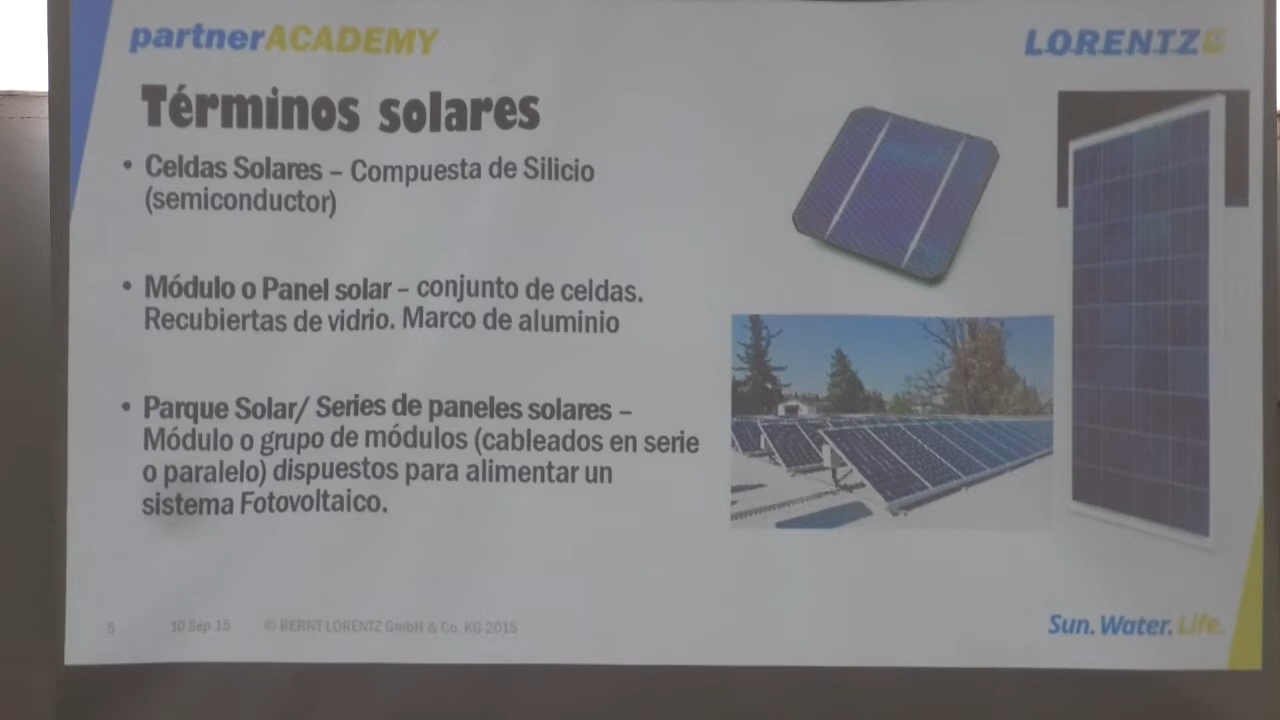 partnerACADEMY
LORENTZ
Términos solares
• Celdas Solares – Compuesta de Silicio
(semiconductor)
• Módulo o Panel solar – conjunto de celdas.
Recubiertas de vidrio. Marco de aluminio
• Parque Solar/ Series de paneles solares –
Módulo o grupo de módulos (cableados en serie
o paralelo) dispuestos para alimentar un
sistema Fotovoltaico.
5 10 Sep 15 © BERNT LORENTZ GmbH & Co. KG 2015
Sun. Water. Life.